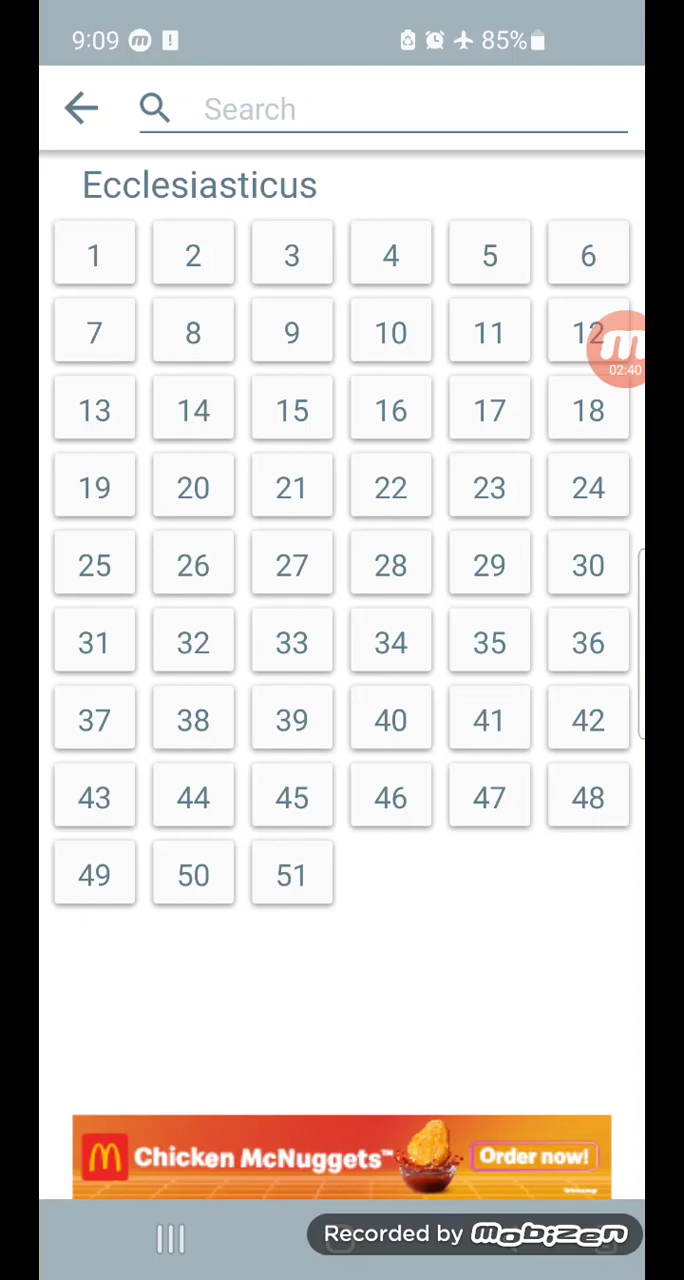 9:09 m 85%
Search
Ecclesiasticus
1 2 3 4 5 6
7 8 9 10 11 12
02:40
13 14 15 16 17 18
19 20 21 22 23 24
25 26 27 28 29 30
31 32 33 34 35 36
37 38 39 40 41 42
43 44 45 46 47 48
49 50 51
Chicken McNuggets™ Order now!
Recorded by mobizen